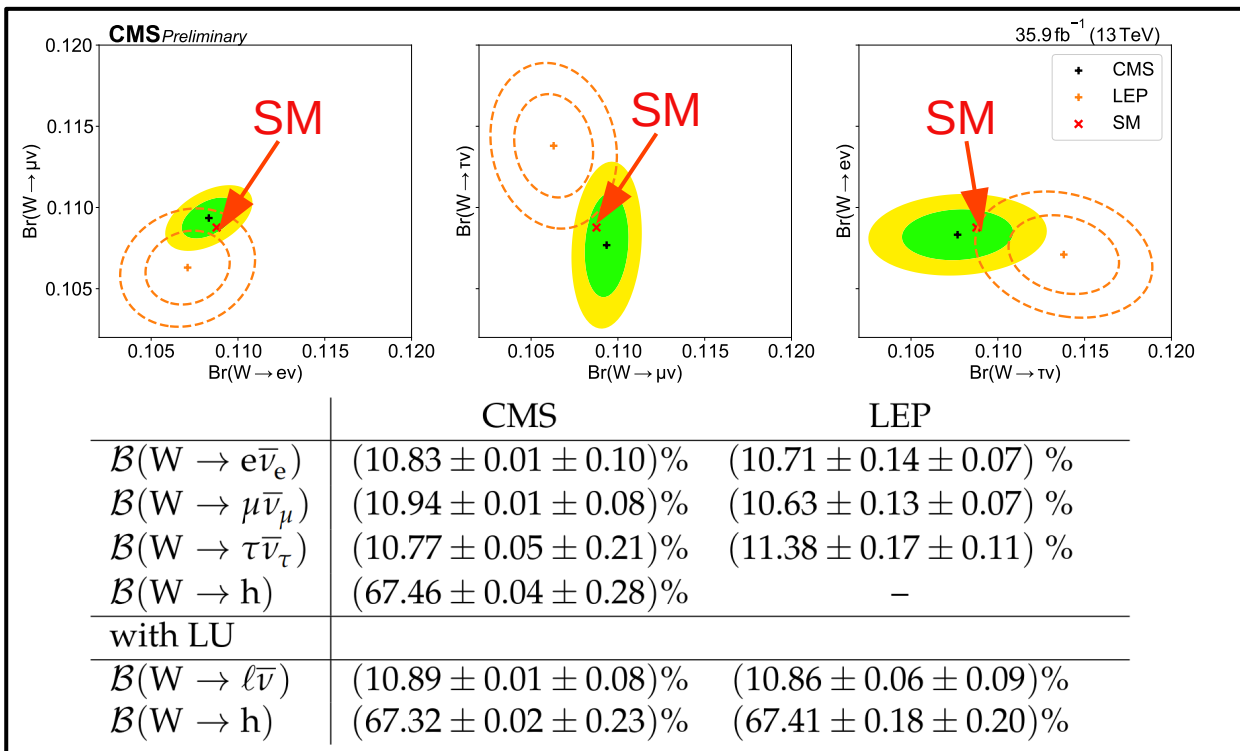 CMS Preliminary
35.9 fb⁻¹ (13 TeV)
0.120
0.115
0.110
0.105
Br(W → μν)
SM
0.105 0.110 0.115 0.120
Br(W → eν)
Br(W → τν)
SM
0.105 0.110 0.115 0.120
Br(W → μν)
Br(W → eν)
SM
CMS
LEP
SM
0.105 0.110 0.115 0.120
Br(W → τν)
CMS LEP
ℬ(W → eν̅ₑ) (10.83 ± 0.01 ± 0.10)% (10.71 ± 0.14 ± 0.07) %
ℬ(W → μν̅_μ) (10.94 ± 0.01 ± 0.08)% (10.63 ± 0.13 ± 0.07)%
ℬ(W → τν̅_τ) (10.77 ± 0.05 ± 0.21)% (11.38 ± 0.17 ± 0.11) %
ℬ(W → h) (67.46 ± 0.04 ± 0.28)% –
with LU
ℬ(W → ℓν̅) (10.89 ± 0.01 ± 0.08)% (10.86 ± 0.06 ± 0.09)%
ℬ(W → h) (67.32 ± 0.02 ± 0.23)% (67.41 ± 0.18 ± 0.20)%